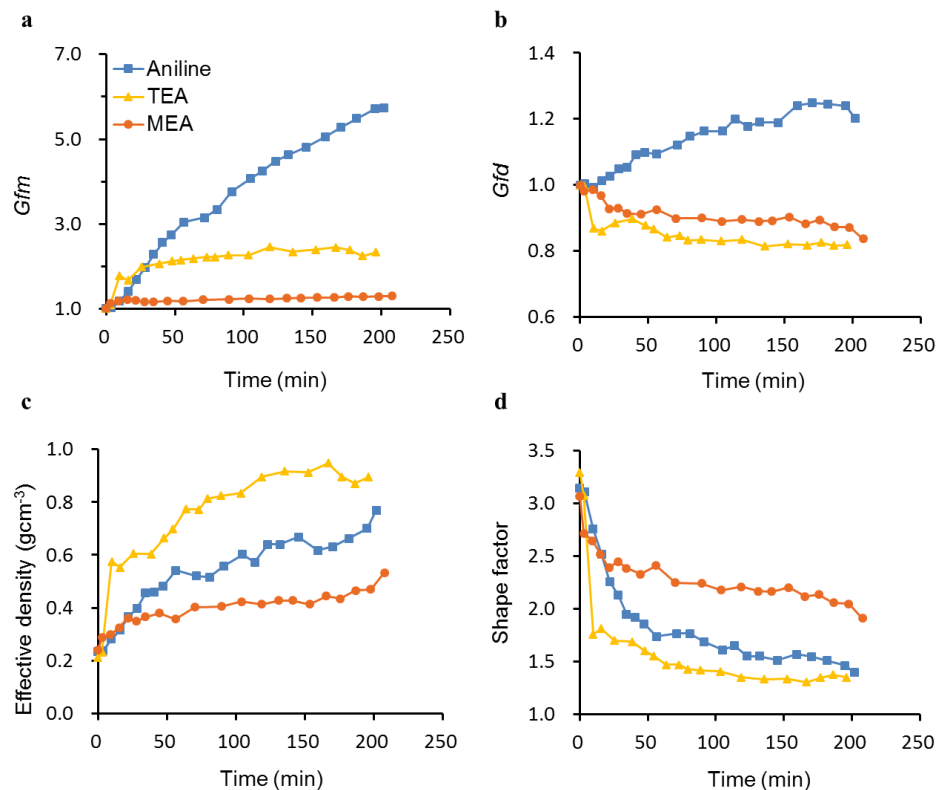 a
7.0
5.0
3.0
1.0
Gfm
Aniline
TEA
MEA
0 50 100 150 200 250
Time (min)
b
1.4
1.2
1.0
0.8
0.6
Gfd
0 50 100 150 200 250
Time (min)
c
1.0
0.8
0.6
0.4
0.2
0.0
Effective density (gcm-3)
0 50 100 150 200 250
Time (min)
d
3.5
3.0
2.5
2.0
1.5
1.0
Shape factor
0 50 100 150 200 250
Time (min)